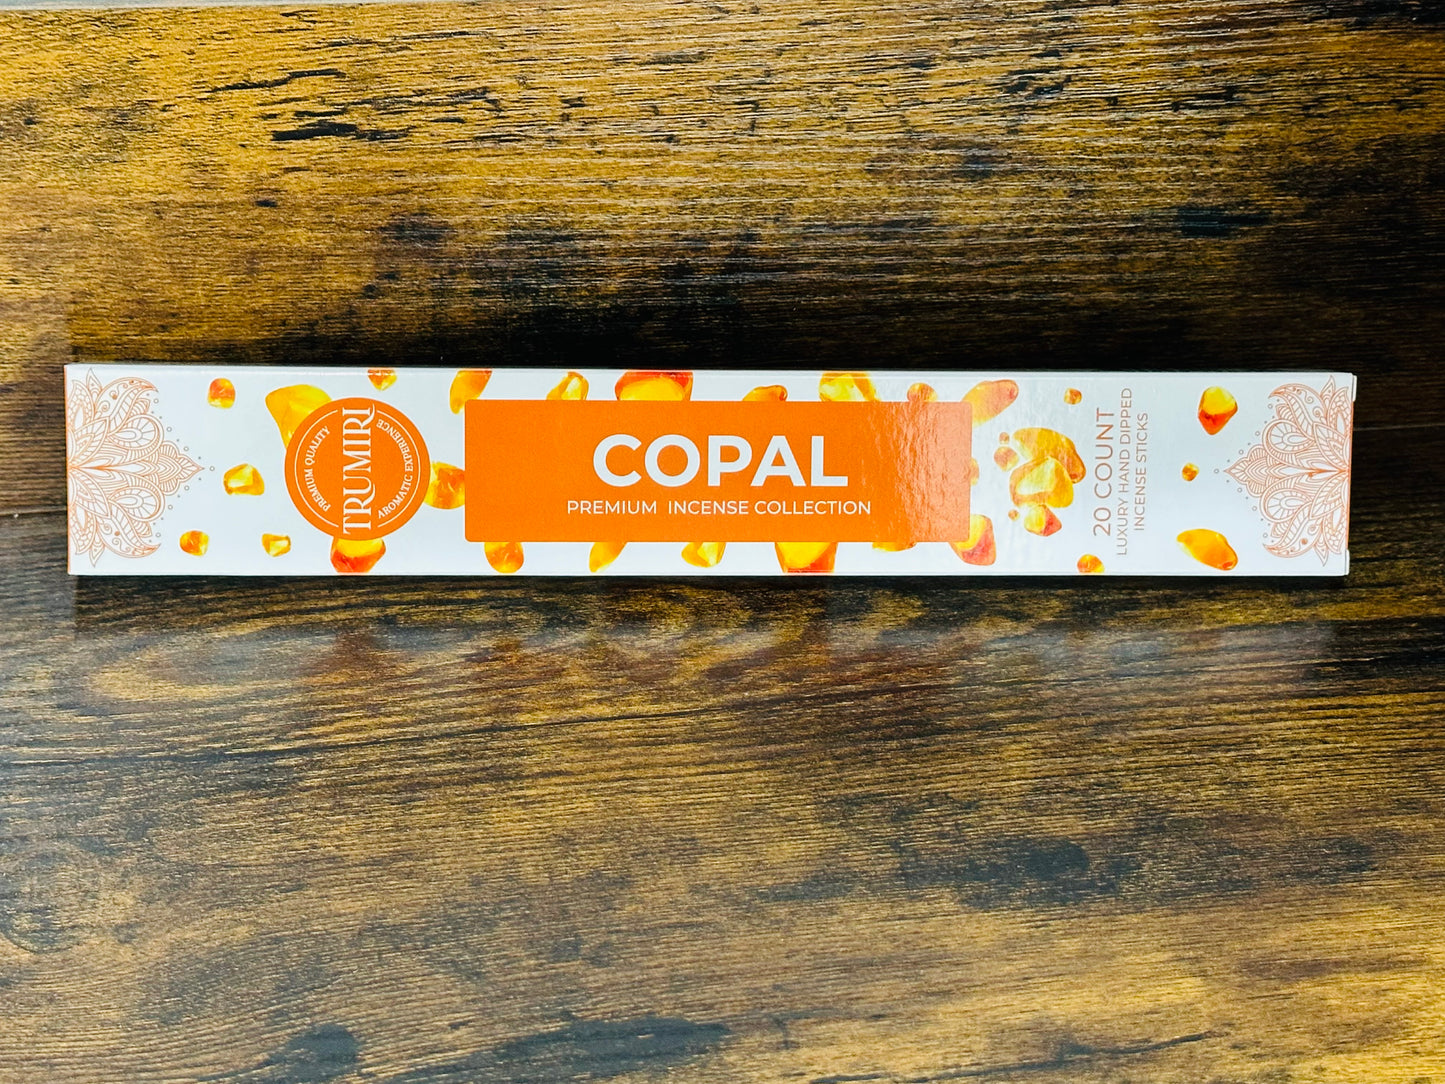 PREMIUM QUALITY
TRUMIRI
AROMATIC EXPERIENCE
COPAL
PREMIUM INCENSE COLLECTION
20 COUNT
LUXURY HAND DIPPED
INCENSE STICKS